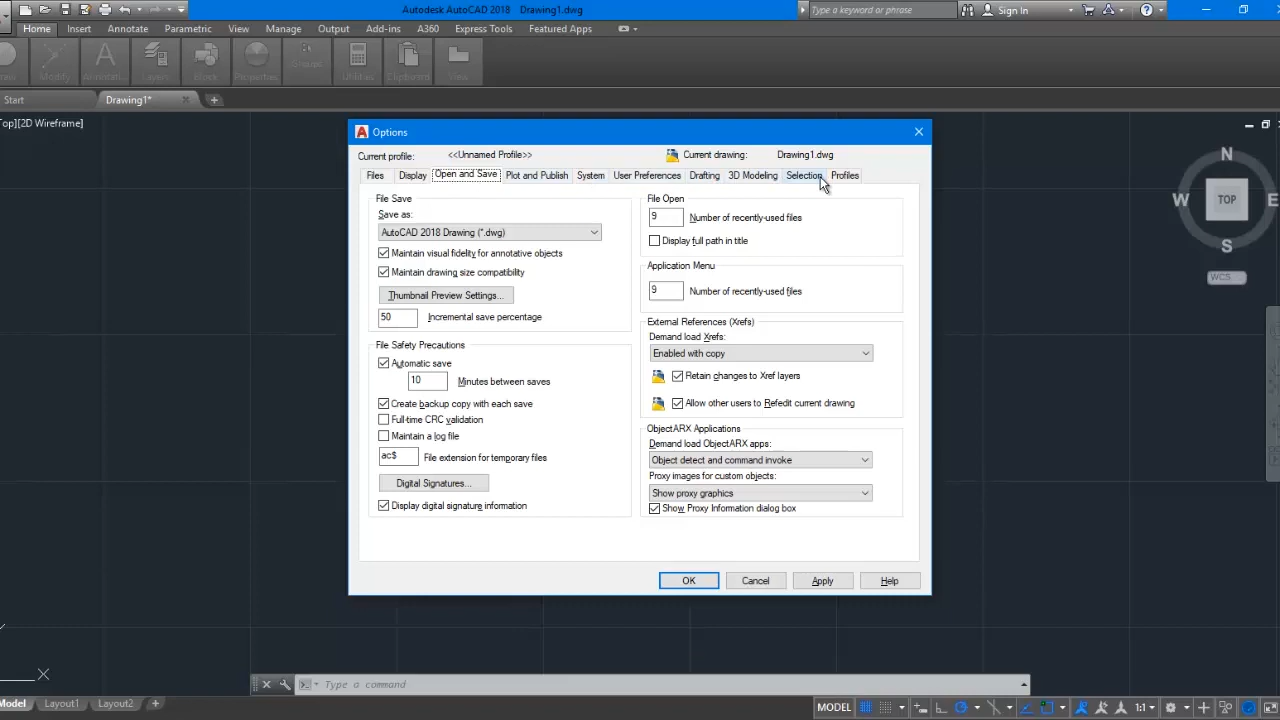 Autodesk AutoCAD 2018 Drawing1.dwg
Type a keyword or phrase
Sign In
Home Insert Annotate Parametric View Manage Output Add-ins A360 Express Tools Featured Apps
Modify Annotat... Layers Block Properties Groups Utilities Clipboard View
Start Drawing1*
Top][2D Wireframe]
Options
Current profile: <<Unnamed Profile>> Current drawing: Drawing1.dwg
Files Display Open and Save Plot and Publish System User Preferences Drafting 3D Modeling Selection Profiles
File Save
Save as:
AutoCAD 2018 Drawing (*.dwg)
Maintain visual fidelity for annotative objects
Maintain drawing size compatibility
Thumbnail Preview Settings...
50 Incremental save percentage
File Safety Precautions
Automatic save
10 Minutes between saves
Create backup copy with each save
Full-time CRC validation
Maintain a log file
ac$ File extension for temporary files
Digital Signatures...
Display digital signature information
File Open
9 Number of recently-used files
Display full path in title
Application Menu
9 Number of recently-used files
External References (Xrefs)
Demand load Xrefs:
Enabled with copy
Retain changes to Xref layers
Allow other users to Refedit current drawing
ObjectARX Applications
Demand load ObjectARX apps:
Object detect and command invoke
Proxy images for custom objects:
Show proxy graphics
Show Proxy Information dialog box
OK Cancel Apply Help
N
W TOP E
S
WCS
X
Type a command
Model Layout1 Layout2
MODEL 1:1